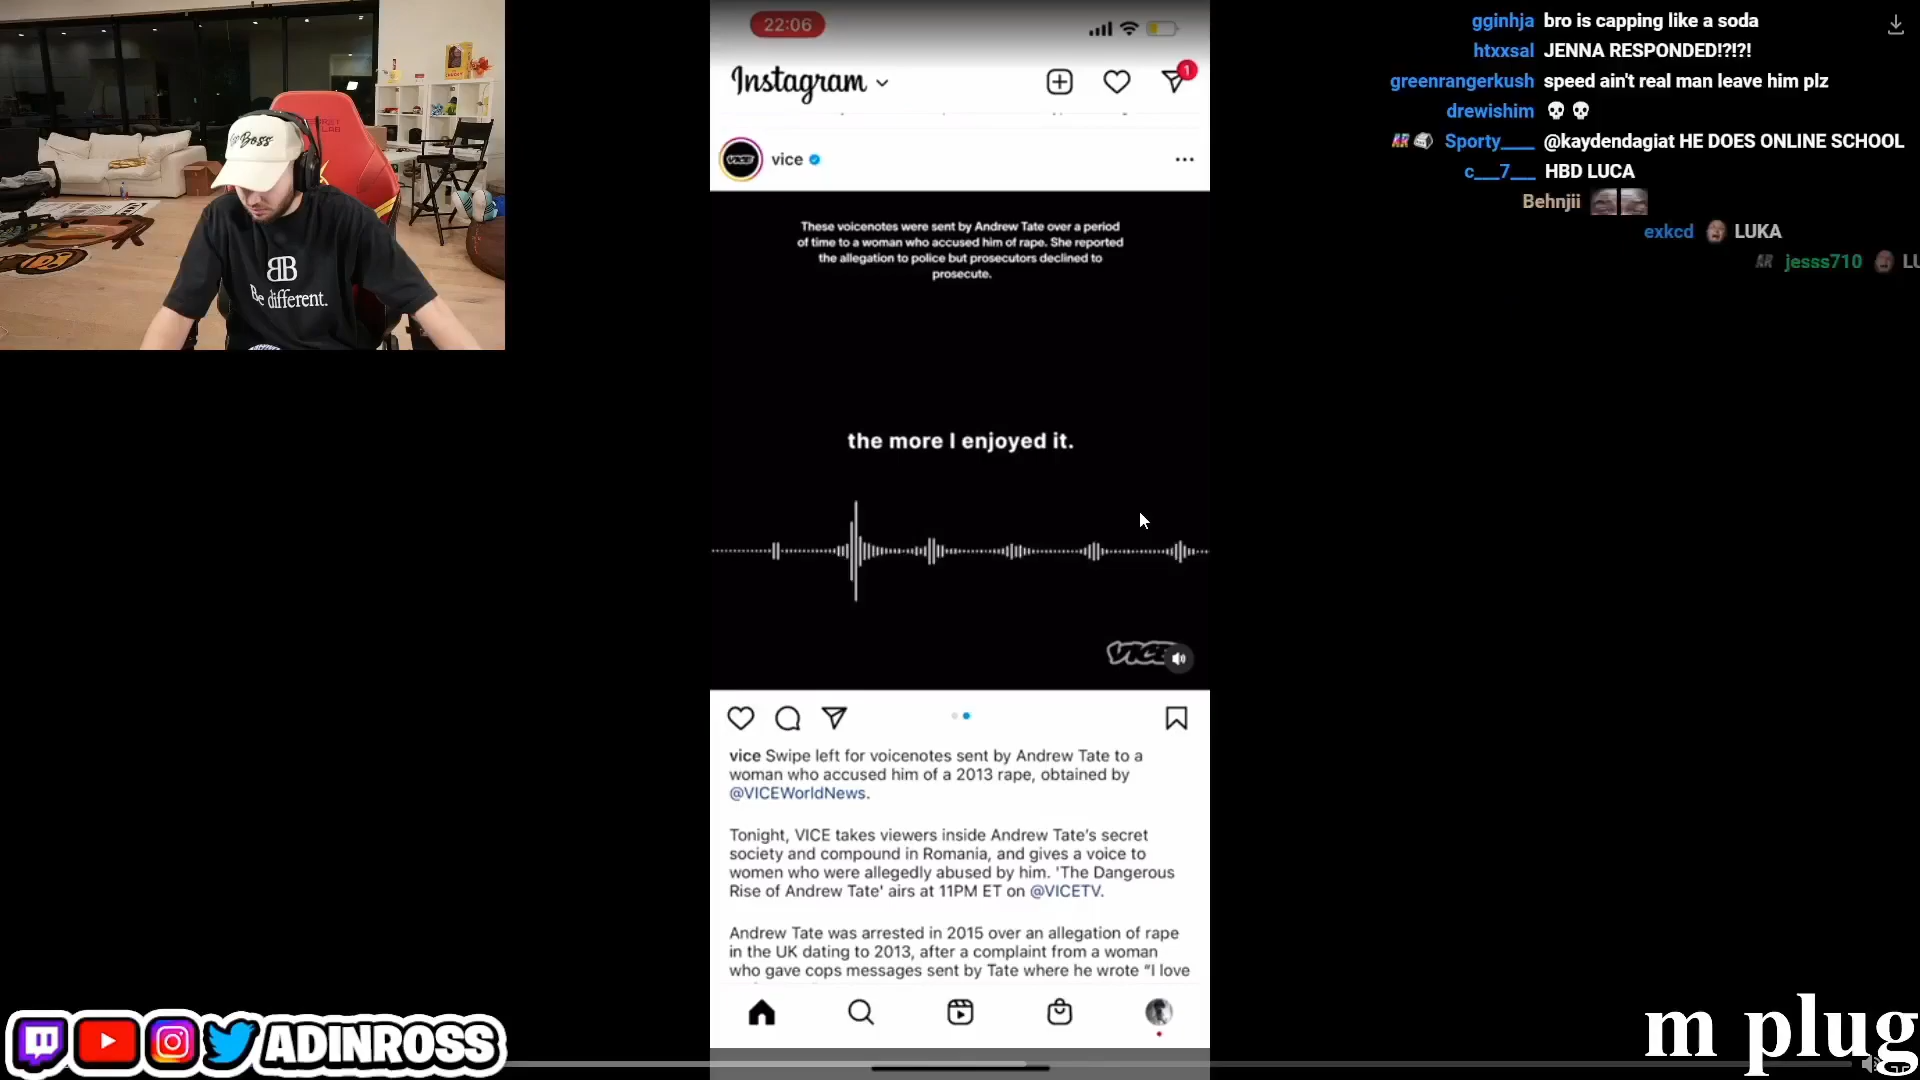 22:06
Instagram
1
vice
VICE
These voicenotes were sent by Andrew Tate over a period
of time to a woman who accused him of rape. She reported
the allegation to police but prosecutors declined to
prosecute.
the more I enjoyed it.
VICE
vice Swipe left for voicenotes sent by Andrew Tate to a
woman who accused him of a 2013 rape, obtained by
@VICEWorldNews.
Tonight, VICE takes viewers inside Andrew Tate's secret
society and compound in Romania, and gives a voice to
women who were allegedly abused by him. 'The Dangerous
Rise of Andrew Tate' airs at 11PM ET on @VICETV.
Andrew Tate was arrested in 2015 over an allegation of rape
in the UK dating to 2013, after a complaint from a woman
who gave cops messages sent by Tate where he wrote "I love
gginhja bro is capping like a soda
htxxsal JENNA RESPONDED!?!?!
greenrangerkush speed ain't real man leave him plz
drewishim
Sporty____ @kaydendagiat HE DOES ONLINE SCHOOL
c___7___ HBD LUCA
Behnjii
exkcd LUKA
jesss710 LU
Boss
BB
Be different.
ADINROSS
m plug